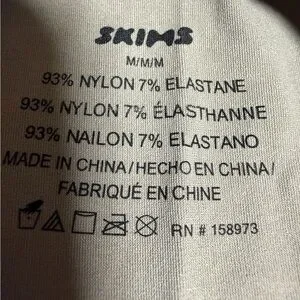 SKIMS
M/M/M
93% NYLON 7% ELASTANE
93% NYLON 7% ÉLASTHANNE
93% NAILON 7% ELASTANO
MADE IN CHINA/HECHO EN CHINA/
FABRIQUÉ EN CHINE
RN # 158973